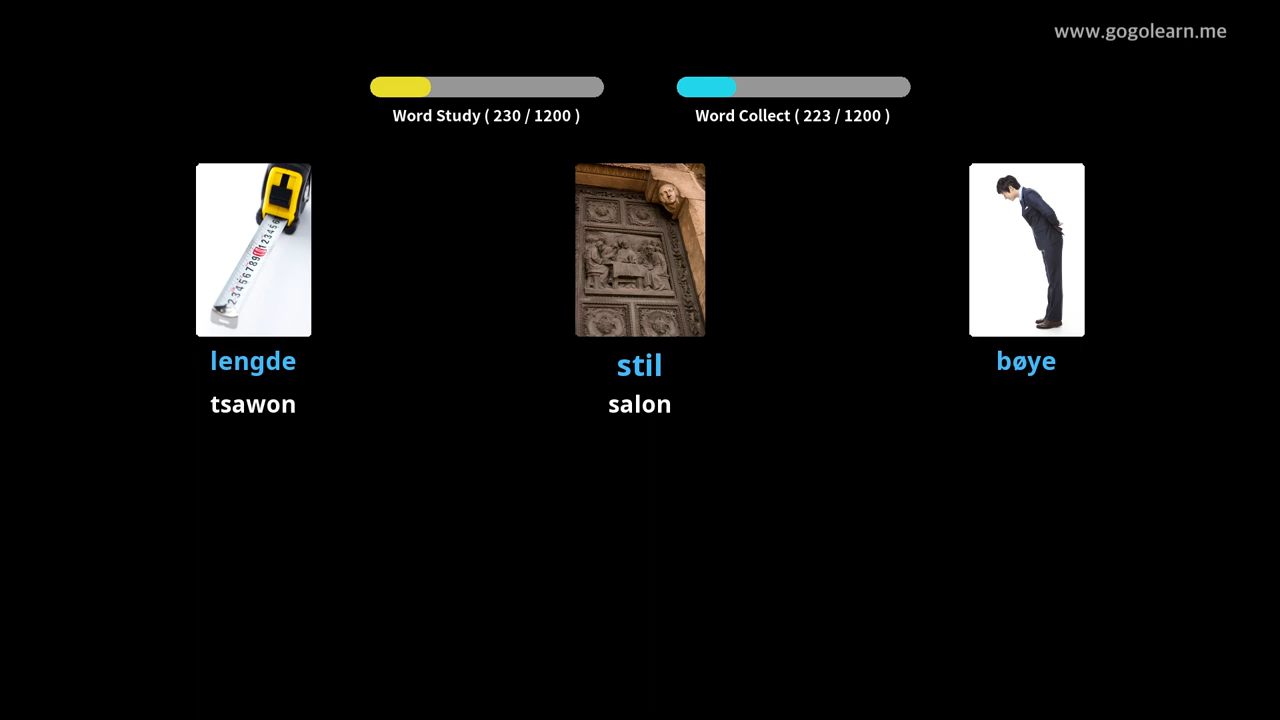 www.gogolearn.me
Word Study ( 230 / 1200 )
Word Collect ( 223 / 1200 )
lengde
stil
bøye
tsawon
salon